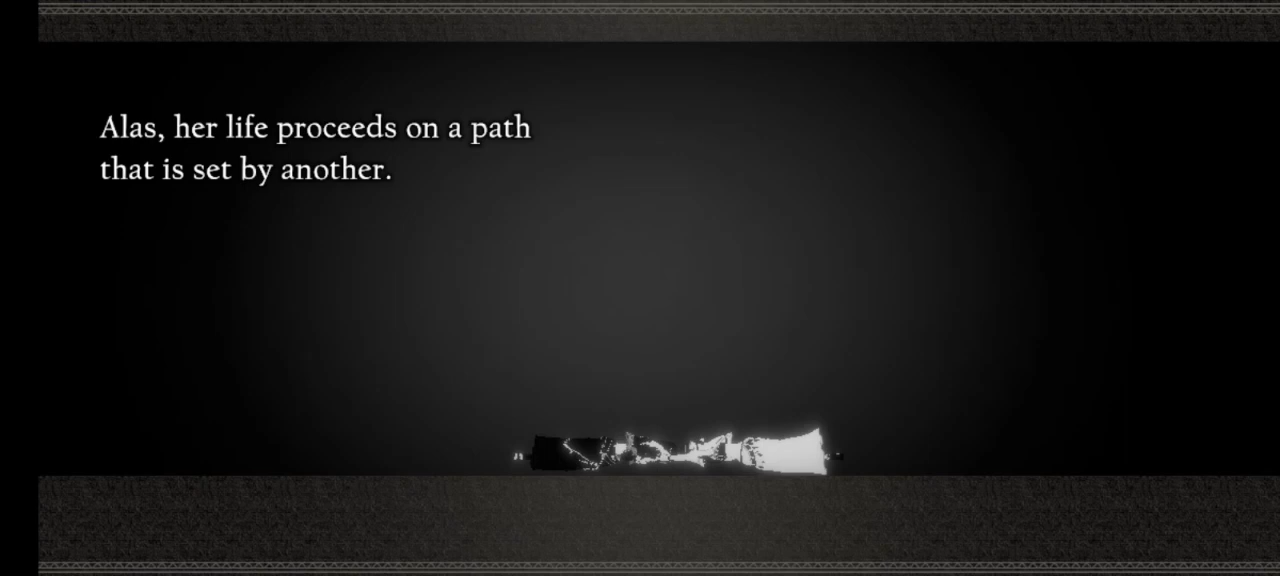 Alas, her life proceeds on a path
that is set by another.